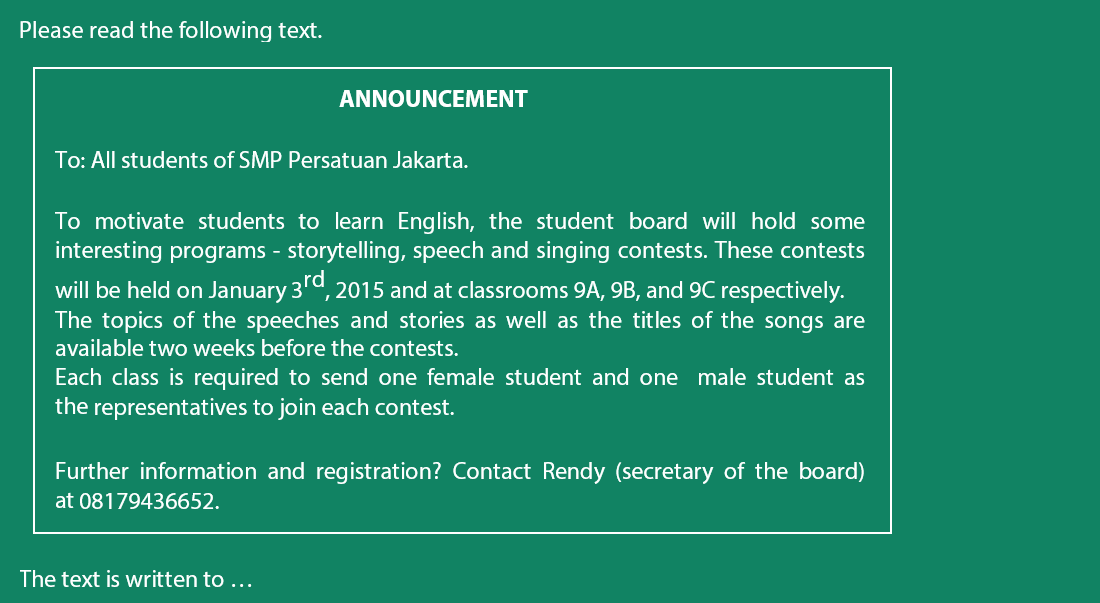 Please read the following text.
ANNOUNCEMENT
To: All students of SMP Persatuan Jakarta.
To motivate students to learn English, the student board will hold some
interesting programs - storytelling, speech and singing contests. These contests
will be held on January 3rd, 2015 and at classrooms 9A, 9B, and 9C respectively.
The topics of the speeches and stories as well as the titles of the songs are
available two weeks before the contests.
Each class is required to send one female student and one male student as
the representatives to join each contest.
Further information and registration? Contact Rendy (secretary of the board)
at 08179436652.
The text is written to …